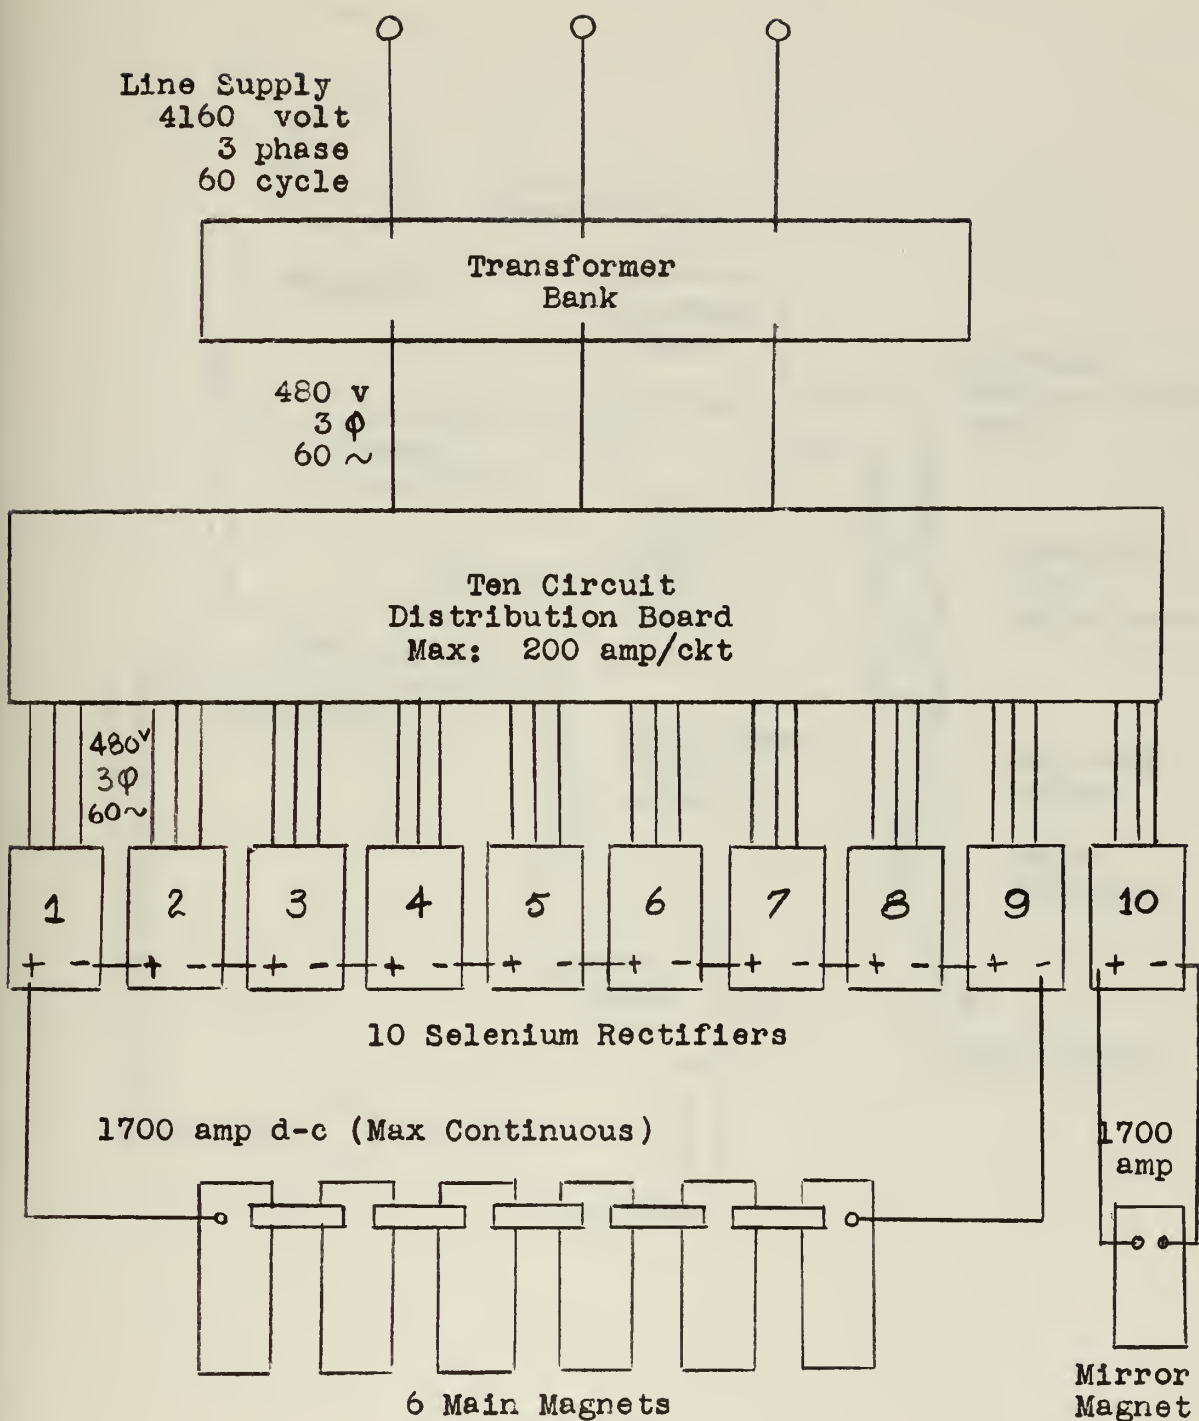 Line Supply
4160 volt
3 phase
60 cycle
Transformer
Bank
480 v
3 φ
60 ~
Ten Circuit
Distribution Board
Max: 200 amp/ckt
480v
3φ
60~
1 2 3 4 5 6 7 8 9 10
+ - + - + - + - + - + - + - + - + - + -
10 Selenium Rectifiers
1700 amp d-c (Max Continuous)
1700
amp
6 Main Magnets
Mirror
Magnet